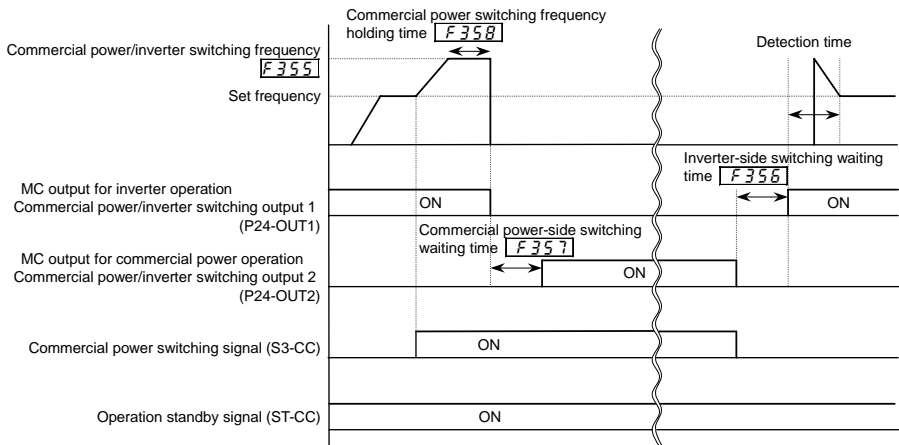 Commercial power switching frequency
holding time F358
Commercial power/inverter switching frequency
F355
Detection time
Set frequency
Inverter-side switching waiting
time F356
MC output for inverter operation
Commercial power/inverter switching output 1
(P24-OUT1)
ON
ON
Commercial power-side switching
waiting time F357
MC output for commercial power operation
Commercial power/inverter switching output 2
(P24-OUT2)
ON
Commercial power switching signal (S3-CC)
ON
Operation standby signal (ST-CC)
ON